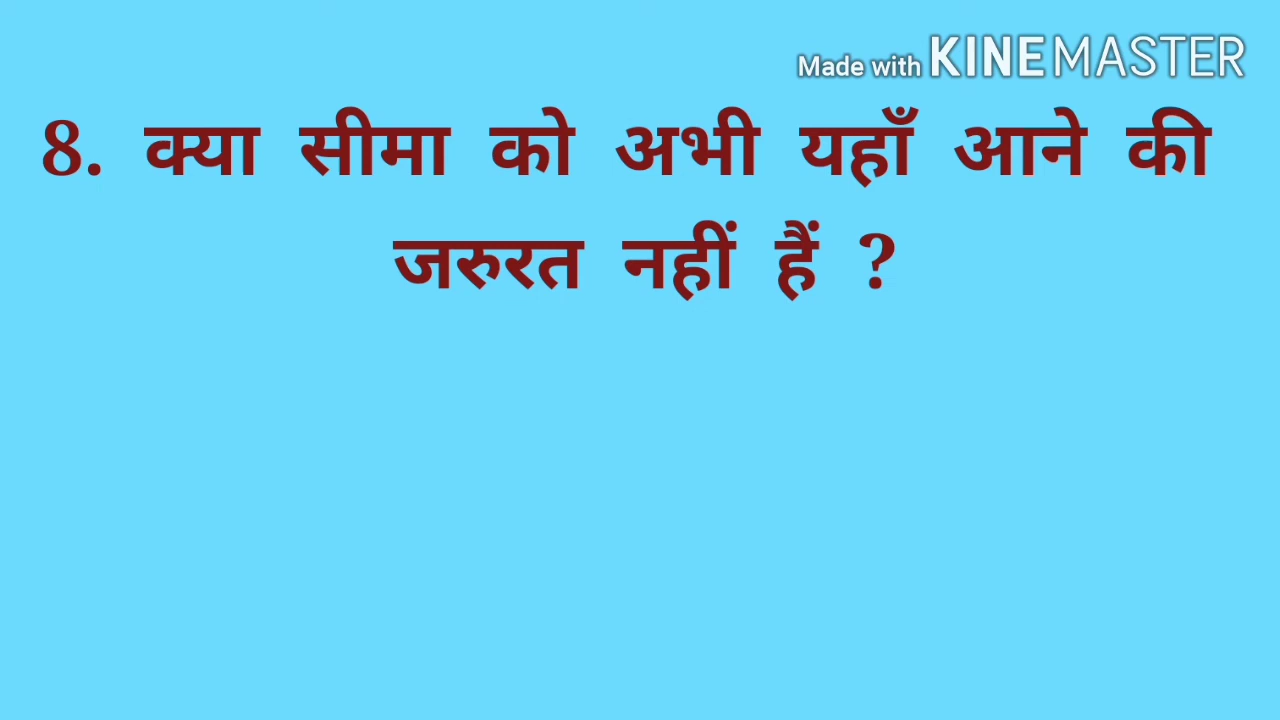 Made with KINEMASTER
8. क्या सीमा को अभी यहाँ आने की
जरुरत नहीं हैं ?